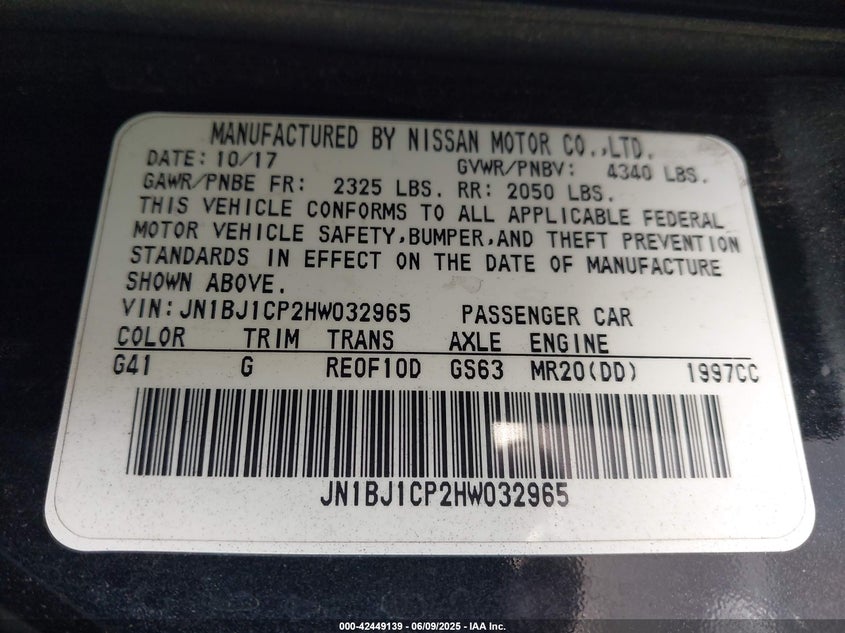 MANUFACTURED BY NISSAN MOTOR CO.,LTD.
DATE: 10/17 GVWR/PNBV: 4340 LBS.
GAWR/PNBE FR: 2325 LBS. RR: 2050 LBS.
THIS VEHICLE CONFORMS TO ALL APPLICABLE FEDERAL
MOTOR VEHICLE SAFETY,BUMPER,AND THEFT PREVENTION
STANDARDS IN EFFECT ON THE DATE OF MANUFACTURE
SHOWN ABOVE.
VIN: JN1BJ1CP2HW032965 PASSENGER CAR
COLOR TRIM TRANS AXLE ENGINE
G41 G RE0F10D GS63 MR20(DD) 1997CC
JN1BJ1CP2HW032965
000-42449139 - 06/09/2025 - IAA Inc.